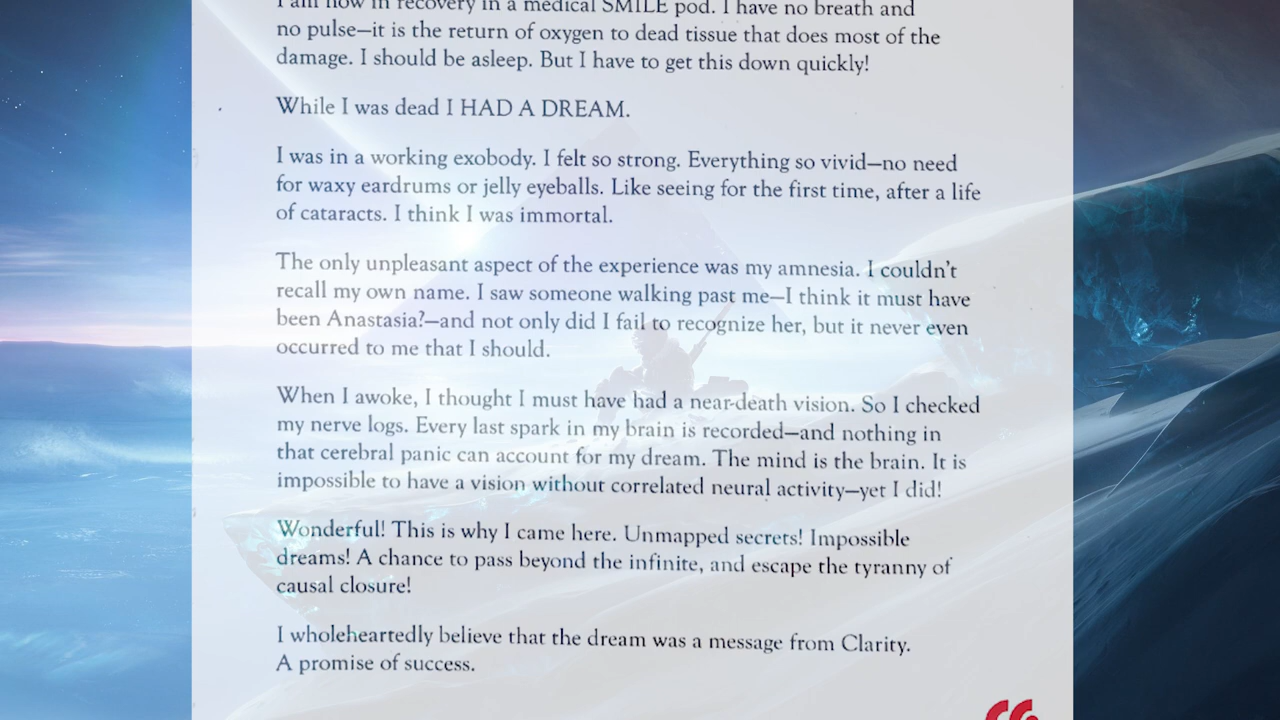 I am now in recovery in a medical SMILE pod. I have no breath and
no pulse—it is the return of oxygen to dead tissue that does most of the
damage. I should be asleep. But I have to get this down quickly!
While I was dead I HAD A DREAM.
I was in a working exobody. I felt so strong. Everything so vivid—no need
for waxy eardrums or jelly eyeballs. Like seeing for the first time, after a life
of cataracts. I think I was immortal.
The only unpleasant aspect of the experience was my amnesia. I couldn't
recall my own name. I saw someone walking past me—I think it must have
been Anastasia?—and not only did I fail to recognize her, but it never even
occurred to me that I should.
When I awoke, I thought I must have had a near-death vision. So I checked
my nerve logs. Every last spark in my brain is recorded—and nothing in
that cerebral panic can account for my dream. The mind is the brain. It is
impossible to have a vision without correlated neural activity—yet I did!
Wonderful! This is why I came here. Unmapped secrets! Impossible
dreams! A chance to pass beyond the infinite, and escape the tyranny of
causal closure!
I wholeheartedly believe that the dream was a message from Clarity.
A promise of success.